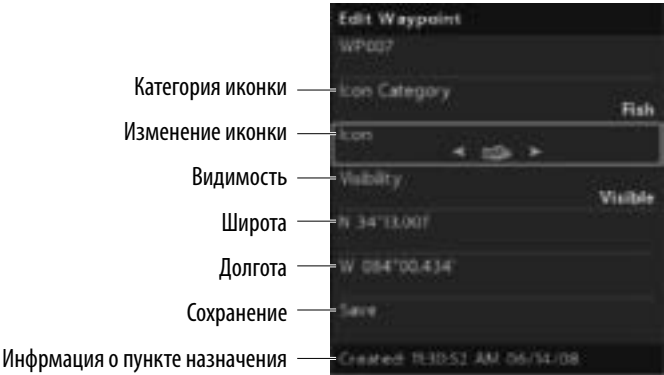 Edit Waypoint
WP007
Категория иконки
Icon Category
Fish
Изменение иконки
Icon
Видимость
Visibility
Visible
Широта
N 34°13.001'
Долгота
W 084°00.434'
Сохранение
Save
Инфрмация о пункте назначения
Created: 11:30:52 AM 06/14/08